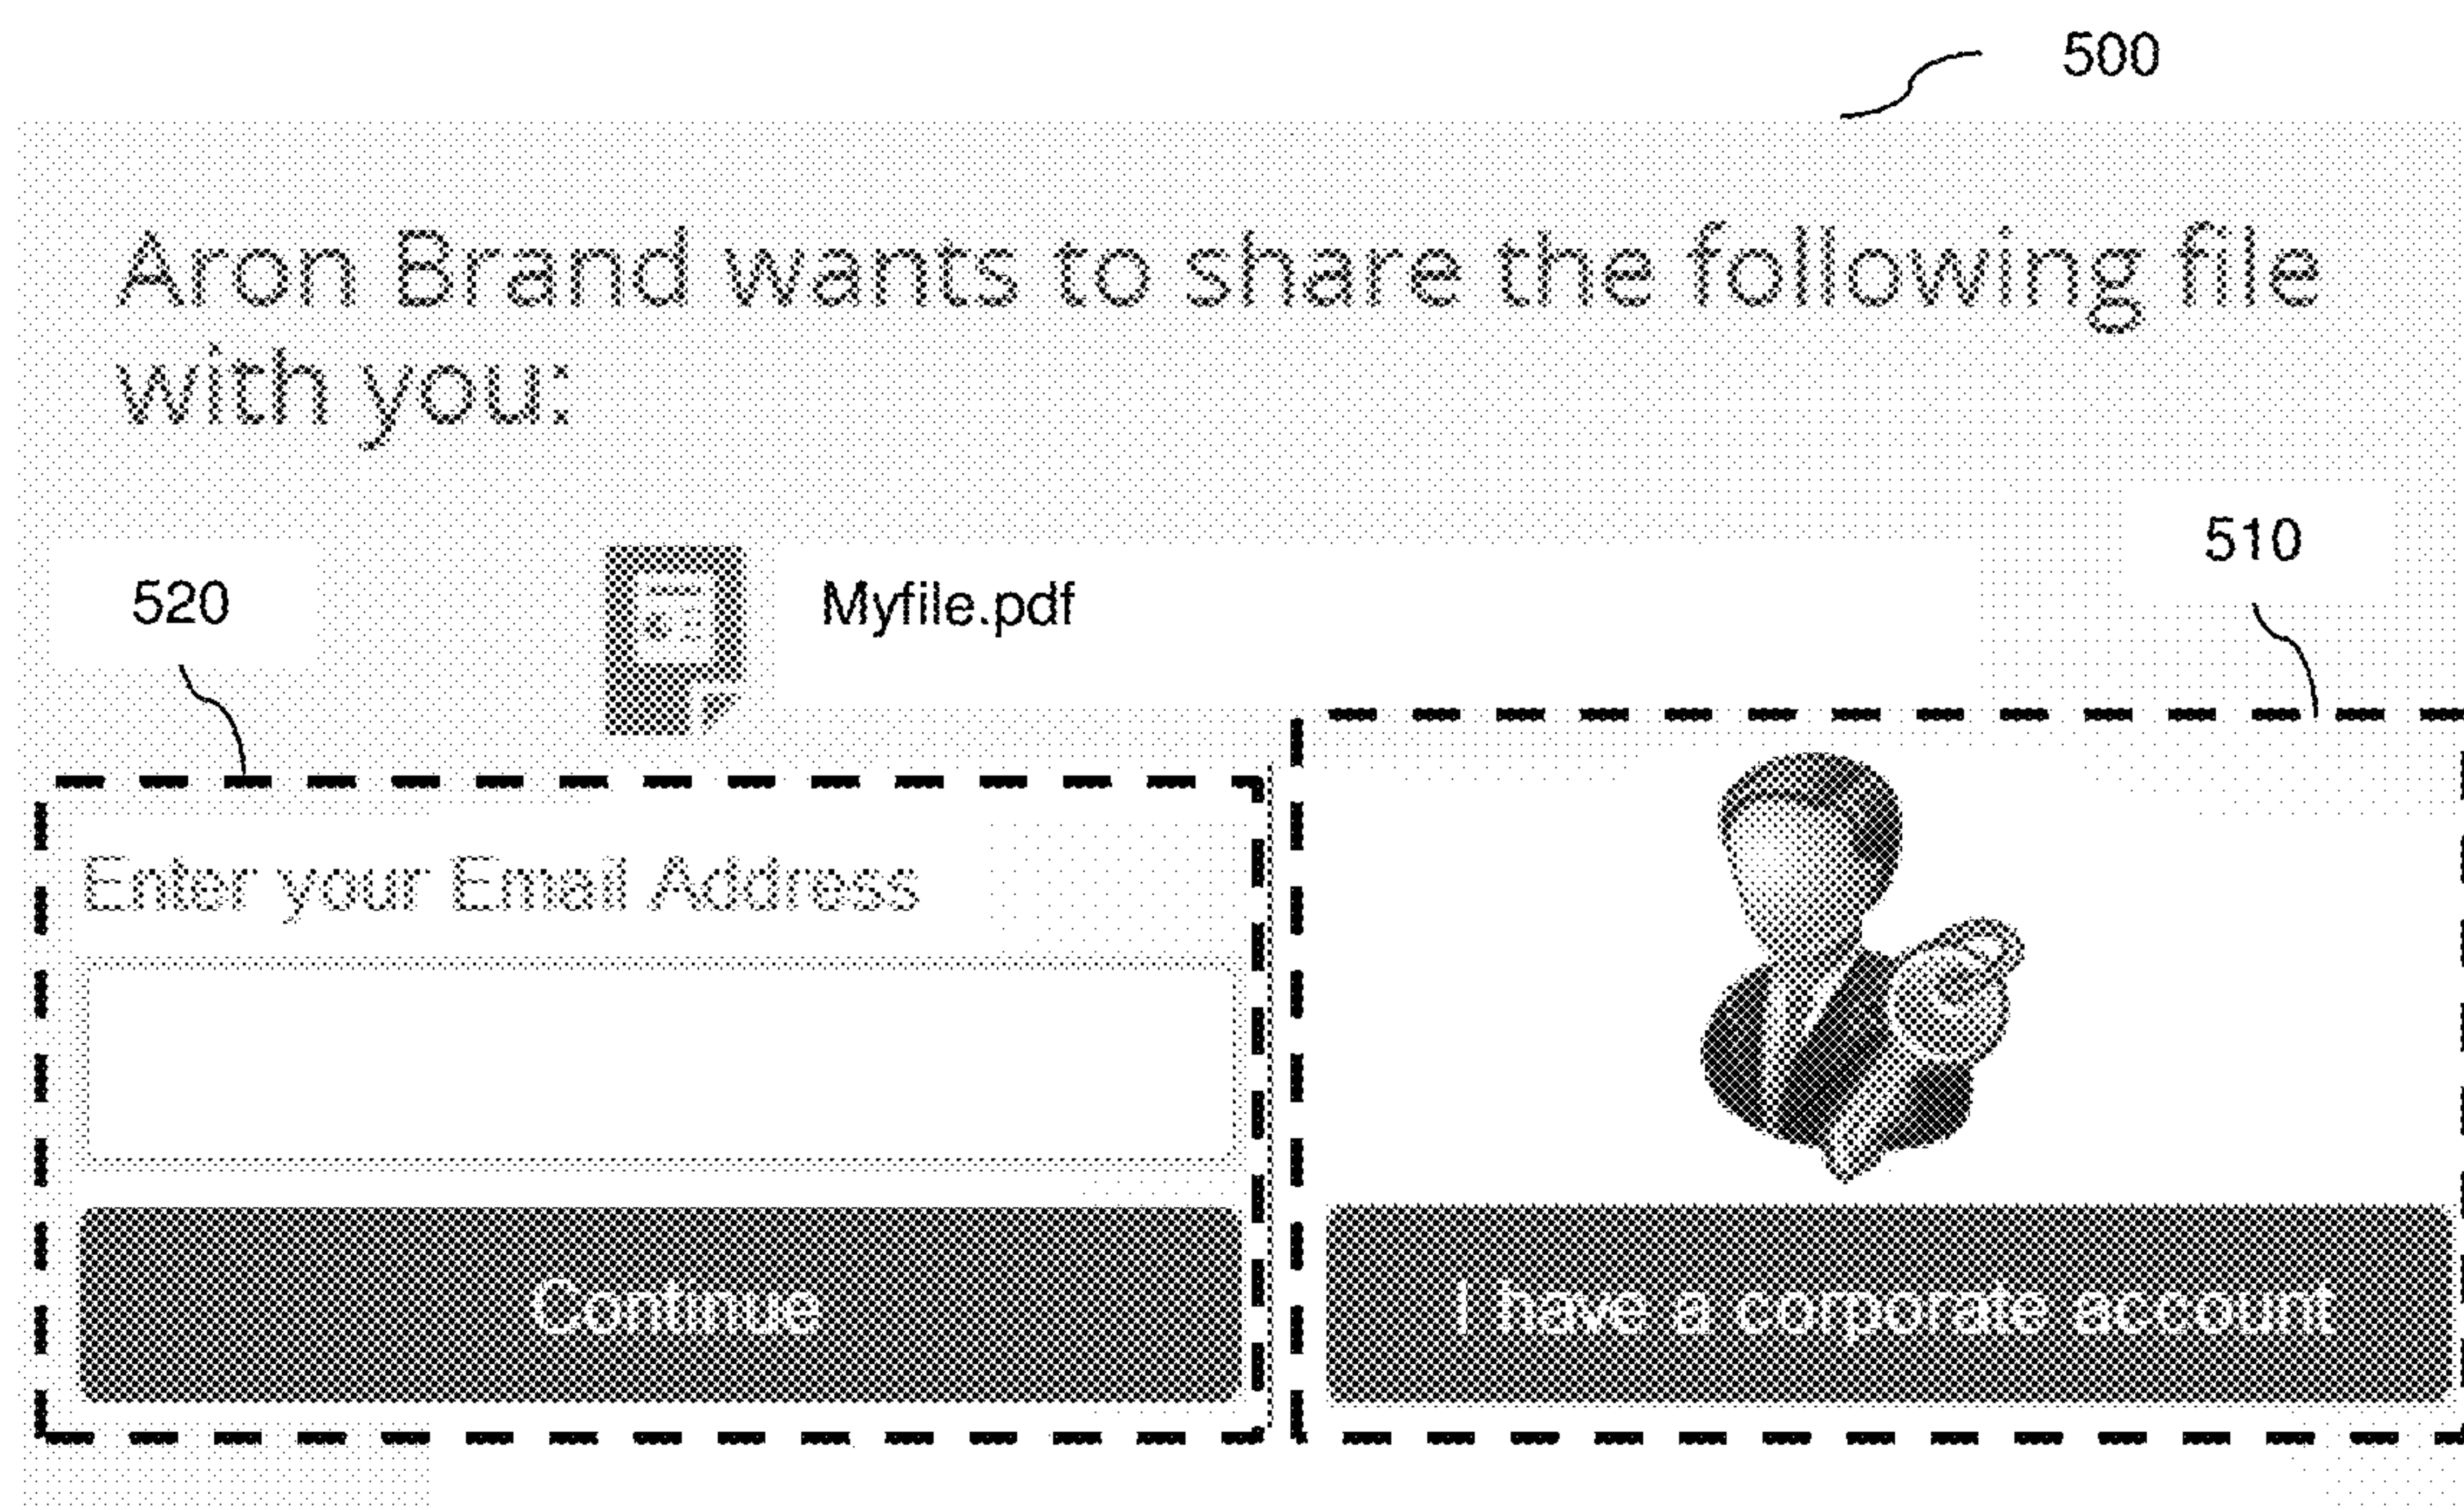 500
Aron Brand wants to share the following file
with you:
510
520
Myfile.pdf
Enter your Email Address
Continue
I have a corporate account